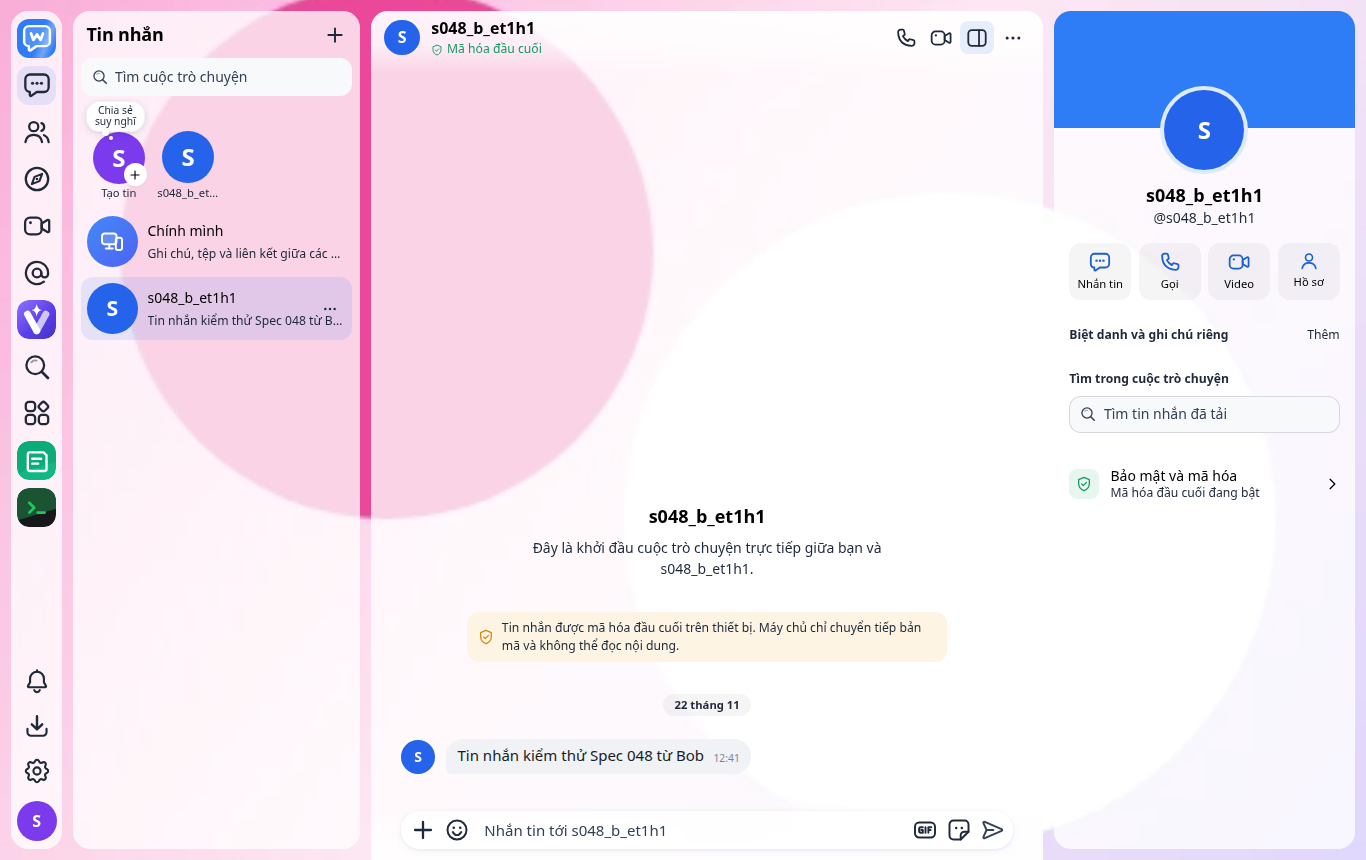 Tin nhắn
Tìm cuộc trò chuyện
Chia sẻ
suy nghĩ
S
Tạo tin
S
s048_b_et...
Chính mình
Ghi chú, tệp và liên kết giữa các ...
S
s048_b_et1h1
Tin nhắn kiểm thử Spec 048 từ B...
S
S
s048_b_et1h1
Mã hóa đầu cuối
s048_b_et1h1
Đây là khởi đầu cuộc trò chuyện trực tiếp giữa bạn và
s048_b_et1h1.
Tin nhắn được mã hóa đầu cuối trên thiết bị. Máy chủ chỉ chuyển tiếp bản
mã và không thể đọc nội dung.
22 tháng 11
S
Tin nhắn kiểm thử Spec 048 từ Bob 12:41
Nhắn tin tới s048_b_et1h1
GIF
S
s048_b_et1h1
@s048_b_et1h1
Nhắn tin
Gọi
Video
Hồ sơ
Biệt danh và ghi chú riêng
Thêm
Tìm trong cuộc trò chuyện
Tìm tin nhắn đã tải
Bảo mật và mã hóa
Mã hóa đầu cuối đang bật